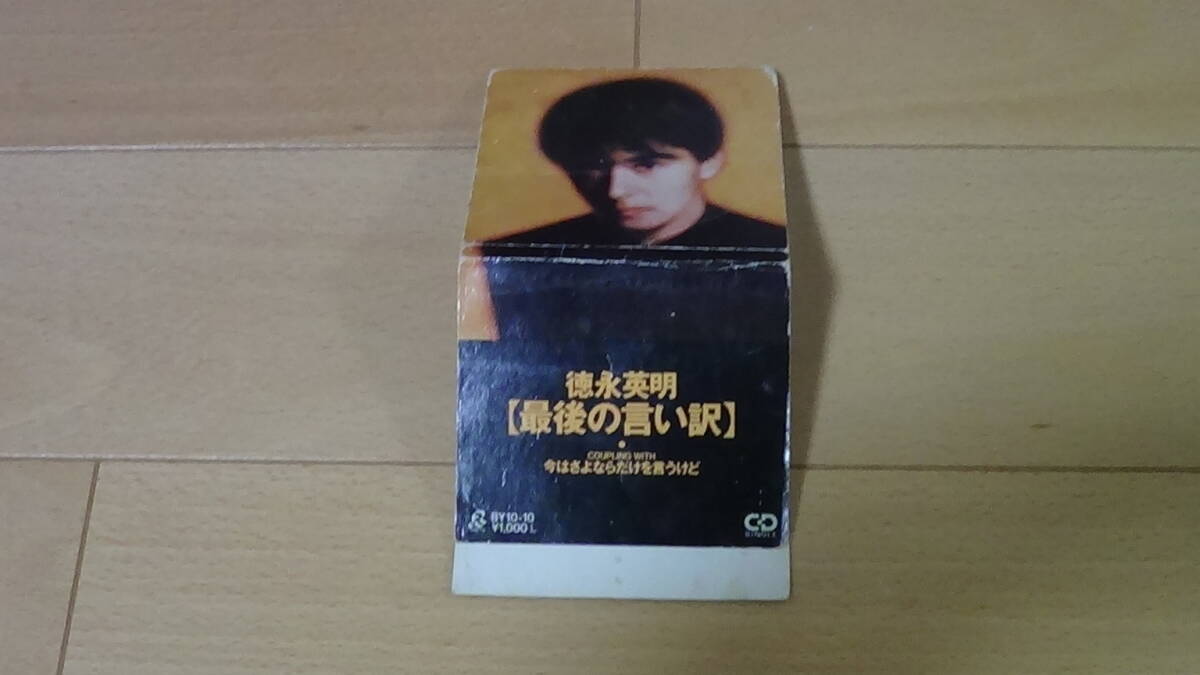 徳永英明
【最後の言い訳】
COUPLING WITH
今はさよならだけを言うけど
BY10-10
¥1,000
CD
SINGLE